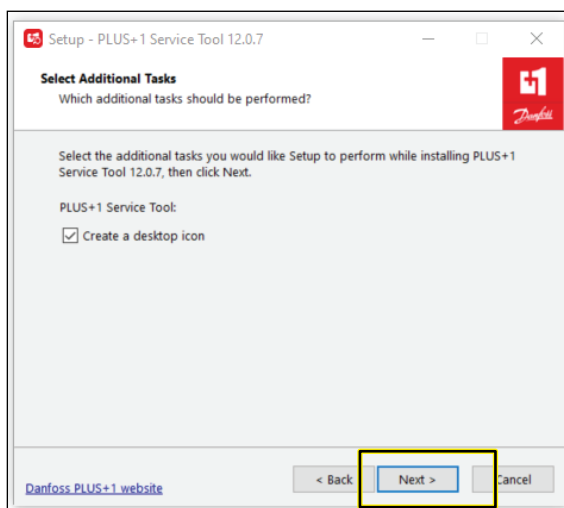 Setup - PLUS+1 Service Tool 12.0.7
Select Additional Tasks
Which additional tasks should be performed?
Danfoss
Select the additional tasks you would like Setup to perform while installing PLUS+1
Service Tool 12.0.7, then click Next.
PLUS+1 Service Tool:
Create a desktop icon
Danfoss PLUS+1 website
< Back
Next >
Cancel